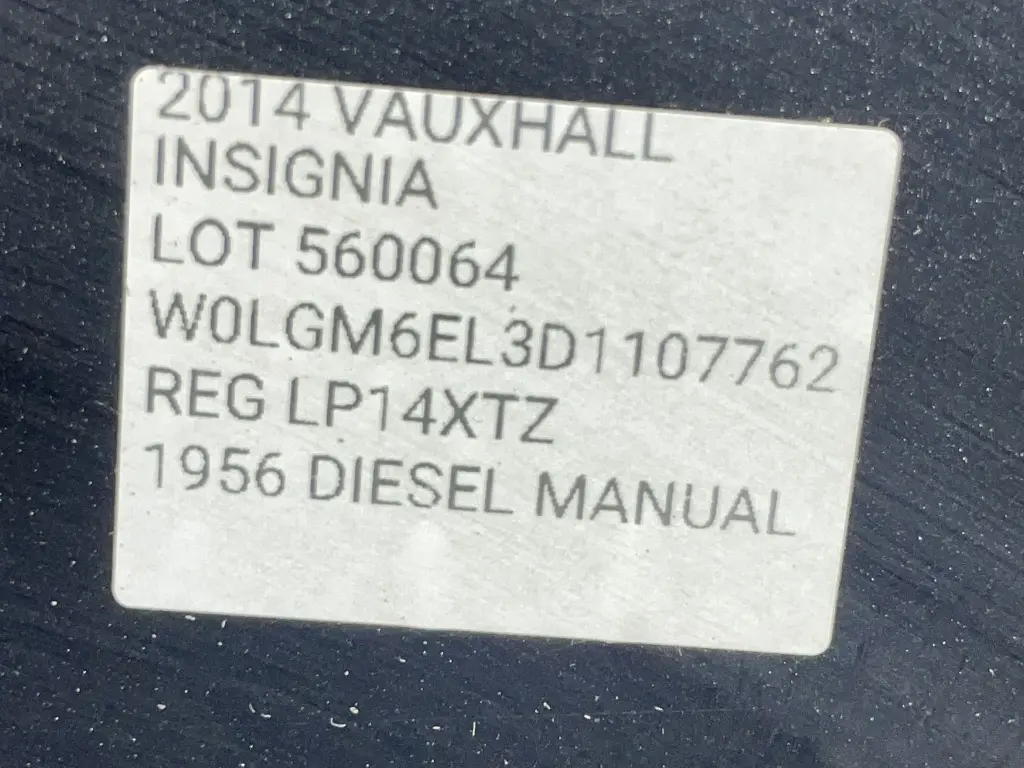 2014 VAUXHALL
INSIGNIA
LOT 560064
W0LGM6EL3D1107762
REG LP14XTZ
1956 DIESEL MANUAL